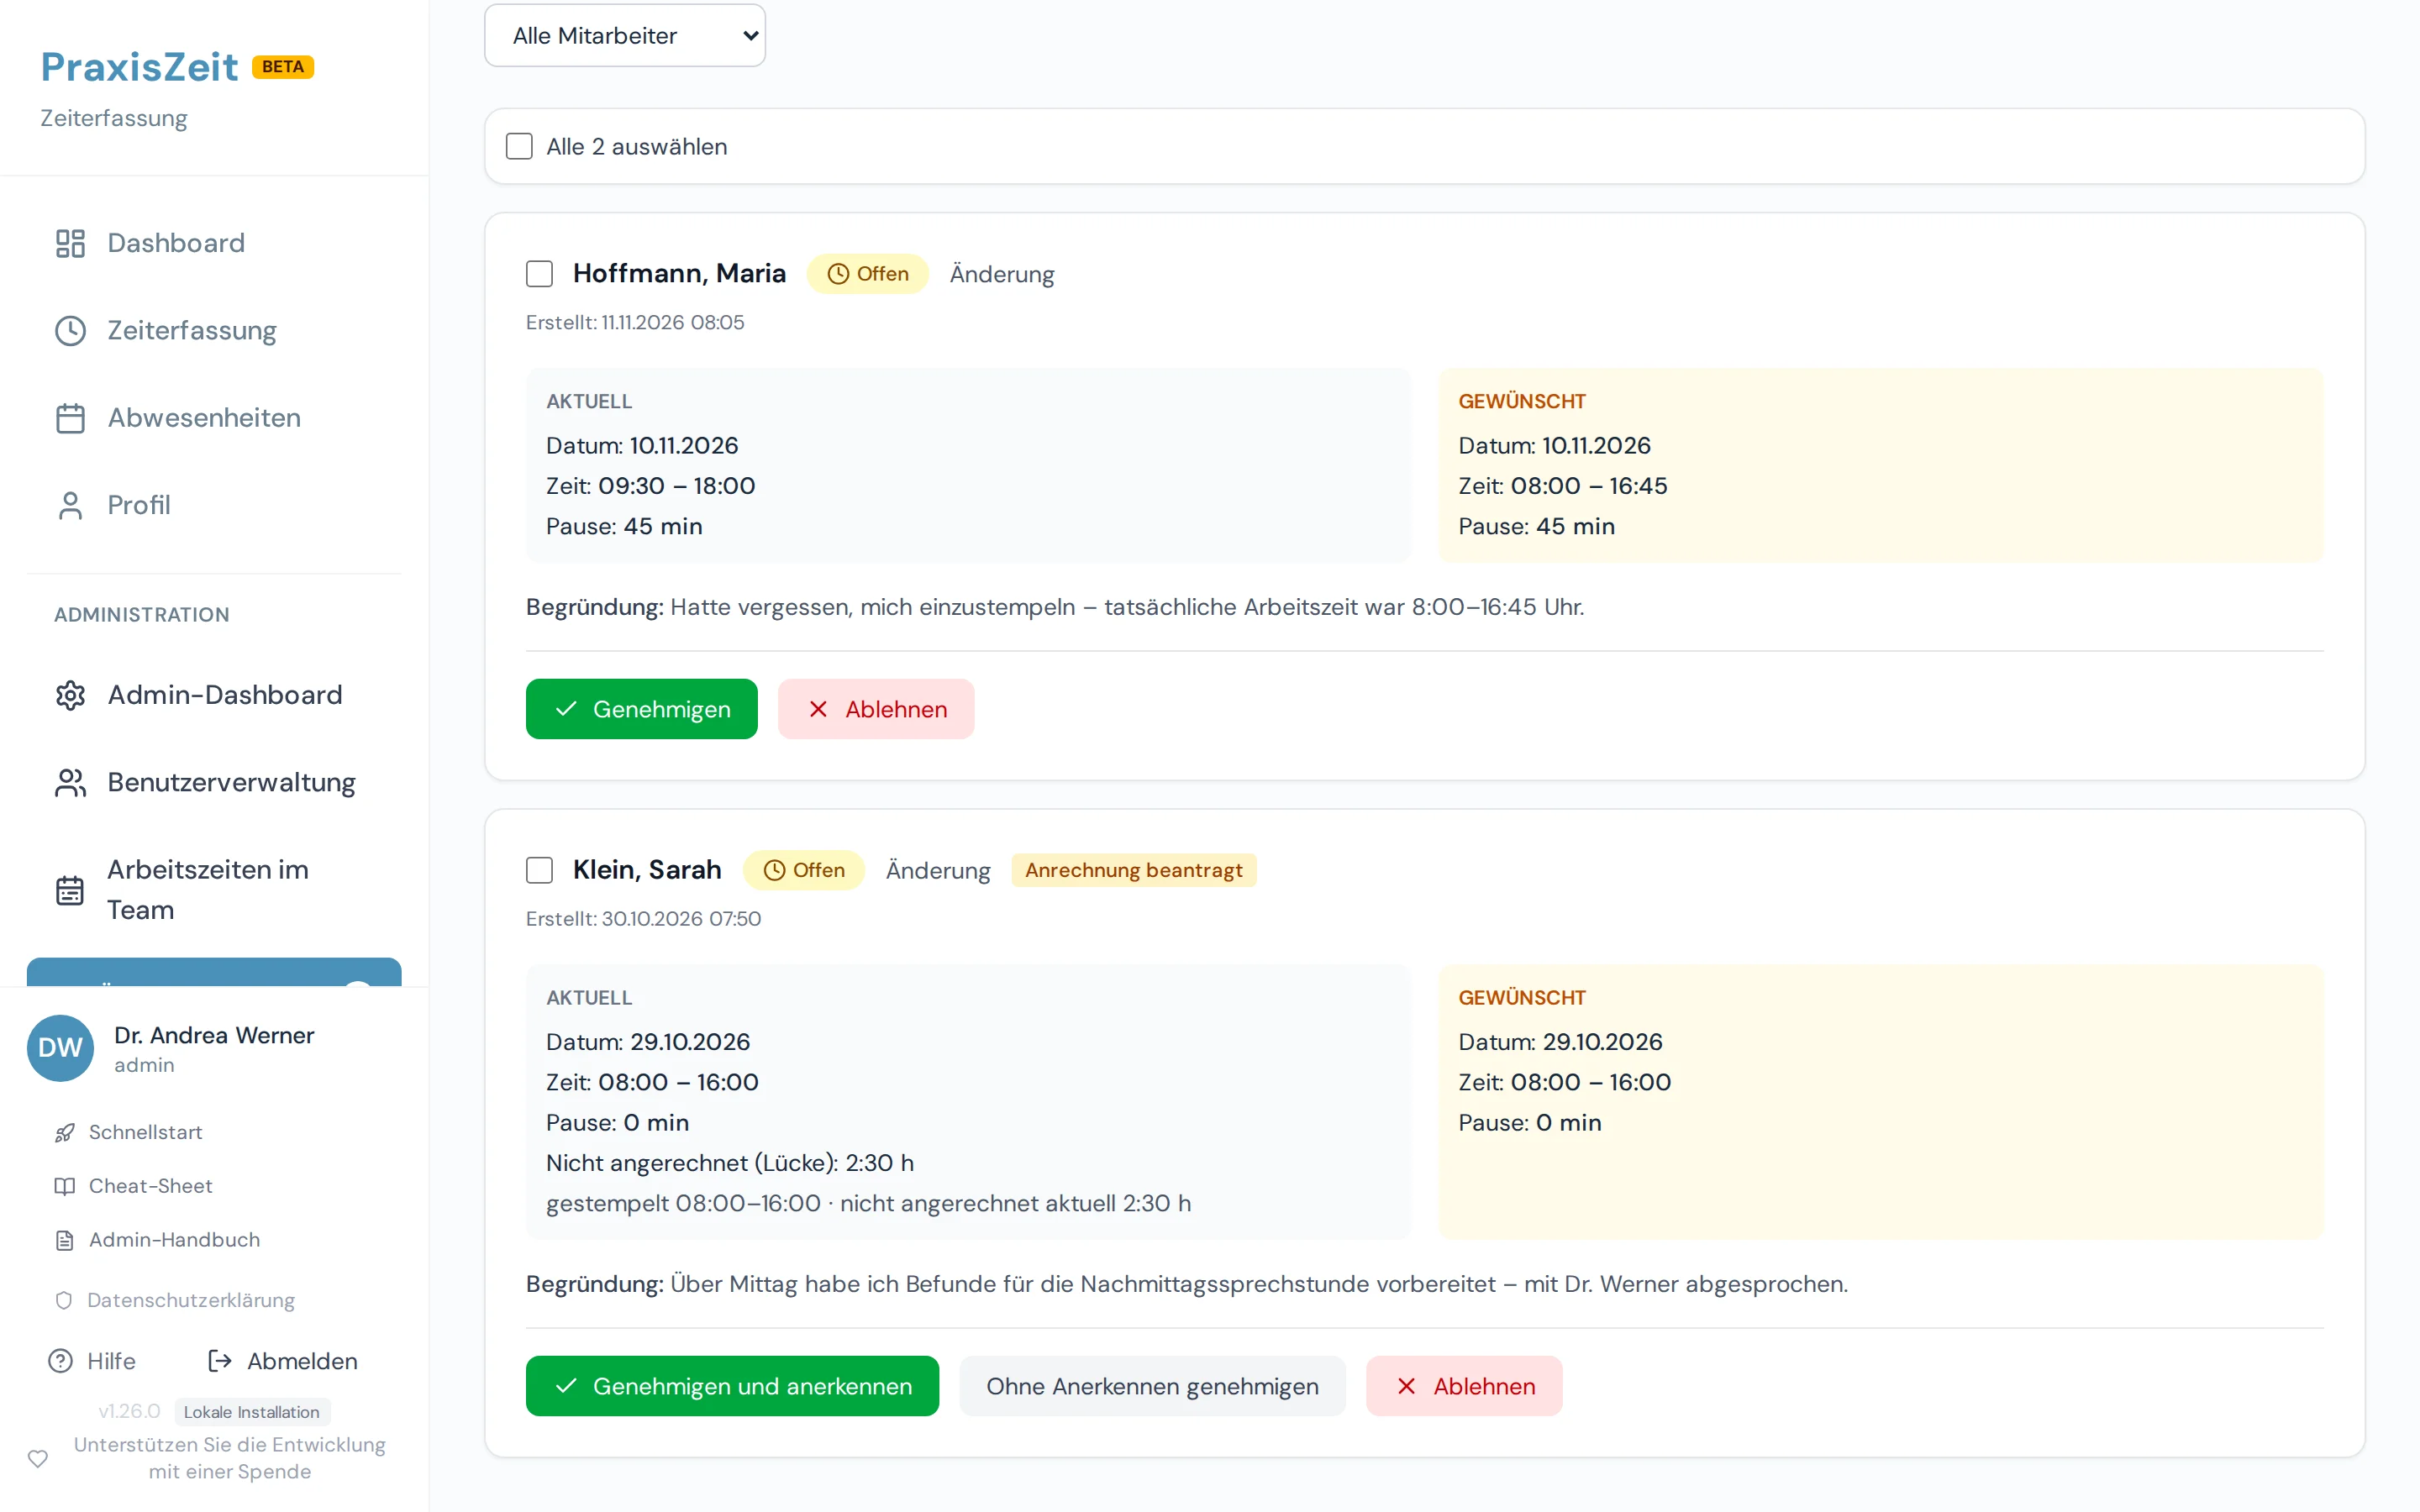 PraxisZeit BETA
Zeiterfassung
Dashboard
Zeiterfassung
Abwesenheiten
Profil
ADMINISTRATION
Admin-Dashboard
Benutzerverwaltung
Arbeitszeiten im
Team
DW
Dr. Andrea Werner
admin
Schnellstart
Cheat-Sheet
Admin-Handbuch
Datenschutzerklärung
Hilfe
Abmelden
v1.26.0 Lokale Installation
Unterstützen Sie die Entwicklung
mit einer Spende
Alle Mitarbeiter
Alle 2 auswählen
Hoffmann, Maria Offen Änderung
Erstellt: 11.11.2026 08:05
AKTUELL
Datum: 10.11.2026
Zeit: 09:30 – 18:00
Pause: 45 min
GEWÜNSCHT
Datum: 10.11.2026
Zeit: 08:00 – 16:45
Pause: 45 min
Begründung: Hatte vergessen, mich einzustempeln – tatsächliche Arbeitszeit war 8:00–16:45 Uhr.
Genehmigen
Ablehnen
Klein, Sarah Offen Änderung Anrechnung beantragt
Erstellt: 30.10.2026 07:50
AKTUELL
Datum: 29.10.2026
Zeit: 08:00 – 16:00
Pause: 0 min
Nicht angerechnet (Lücke): 2:30 h
gestempelt 08:00–16:00 · nicht angerechnet aktuell 2:30 h
GEWÜNSCHT
Datum: 29.10.2026
Zeit: 08:00 – 16:00
Pause: 0 min
Begründung: Über Mittag habe ich Befunde für die Nachmittagssprechstunde vorbereitet – mit Dr. Werner abgesprochen.
Genehmigen und anerkennen
Ohne Anerkennen genehmigen
Ablehnen